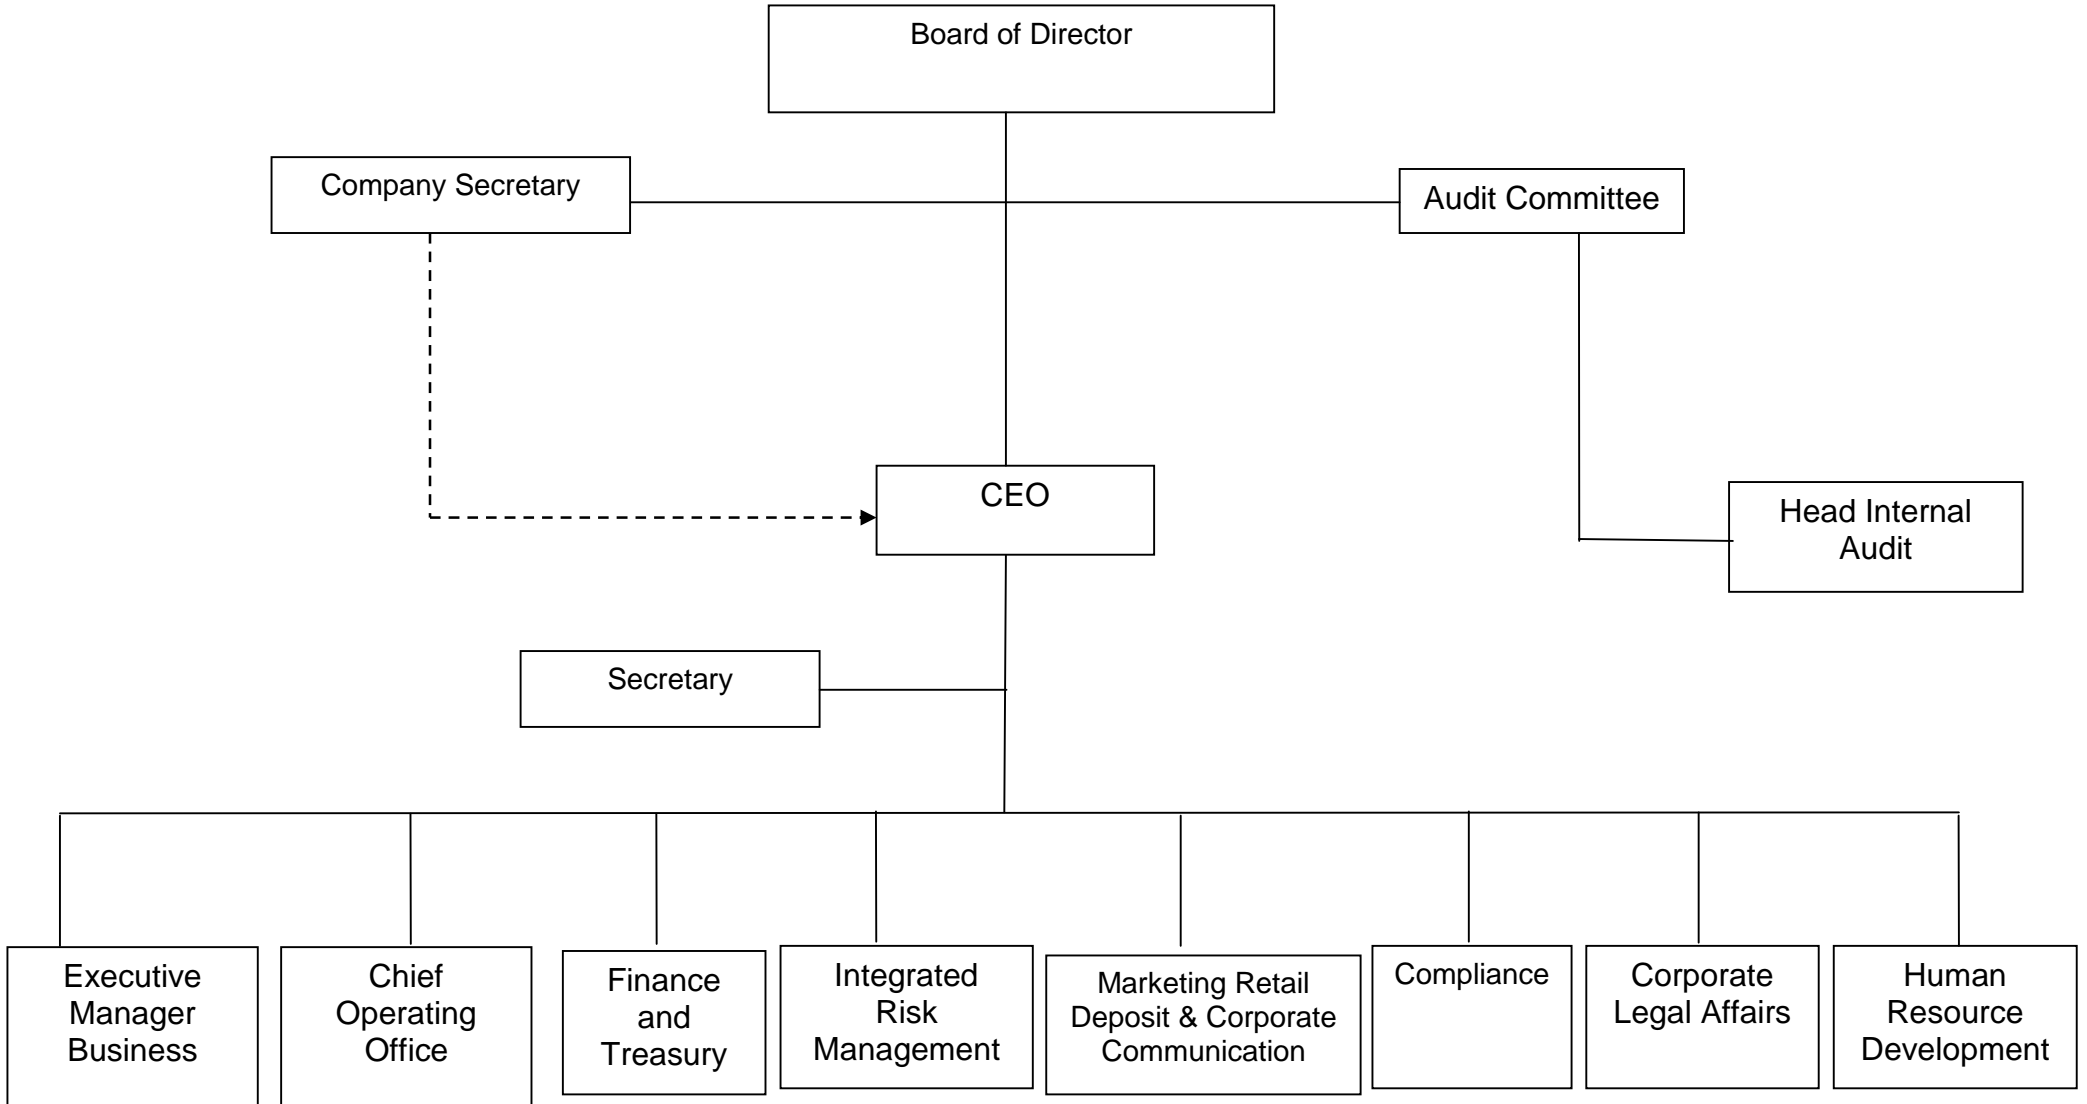 Board of Director
Company Secretary
Audit Committee
CEO
Head Internal
Audit
Secretary
Executive
Manager
Business
Chief
Operating
Office
Finance
and
Treasury
Integrated
Risk
Management
Marketing Retail
Deposit & Corporate
Communication
Compliance
Corporate
Legal Affairs
Human
Resource
Development